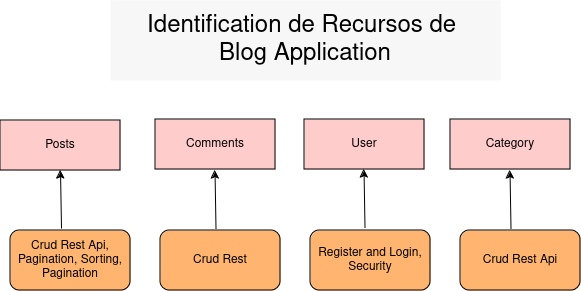 Identification de Recursos de
Blog Application
Posts
Comments
User
Category
Crud Rest Api,
Pagination, Sorting,
Pagination
Crud Rest
Register and Login,
Security
Crud Rest Api